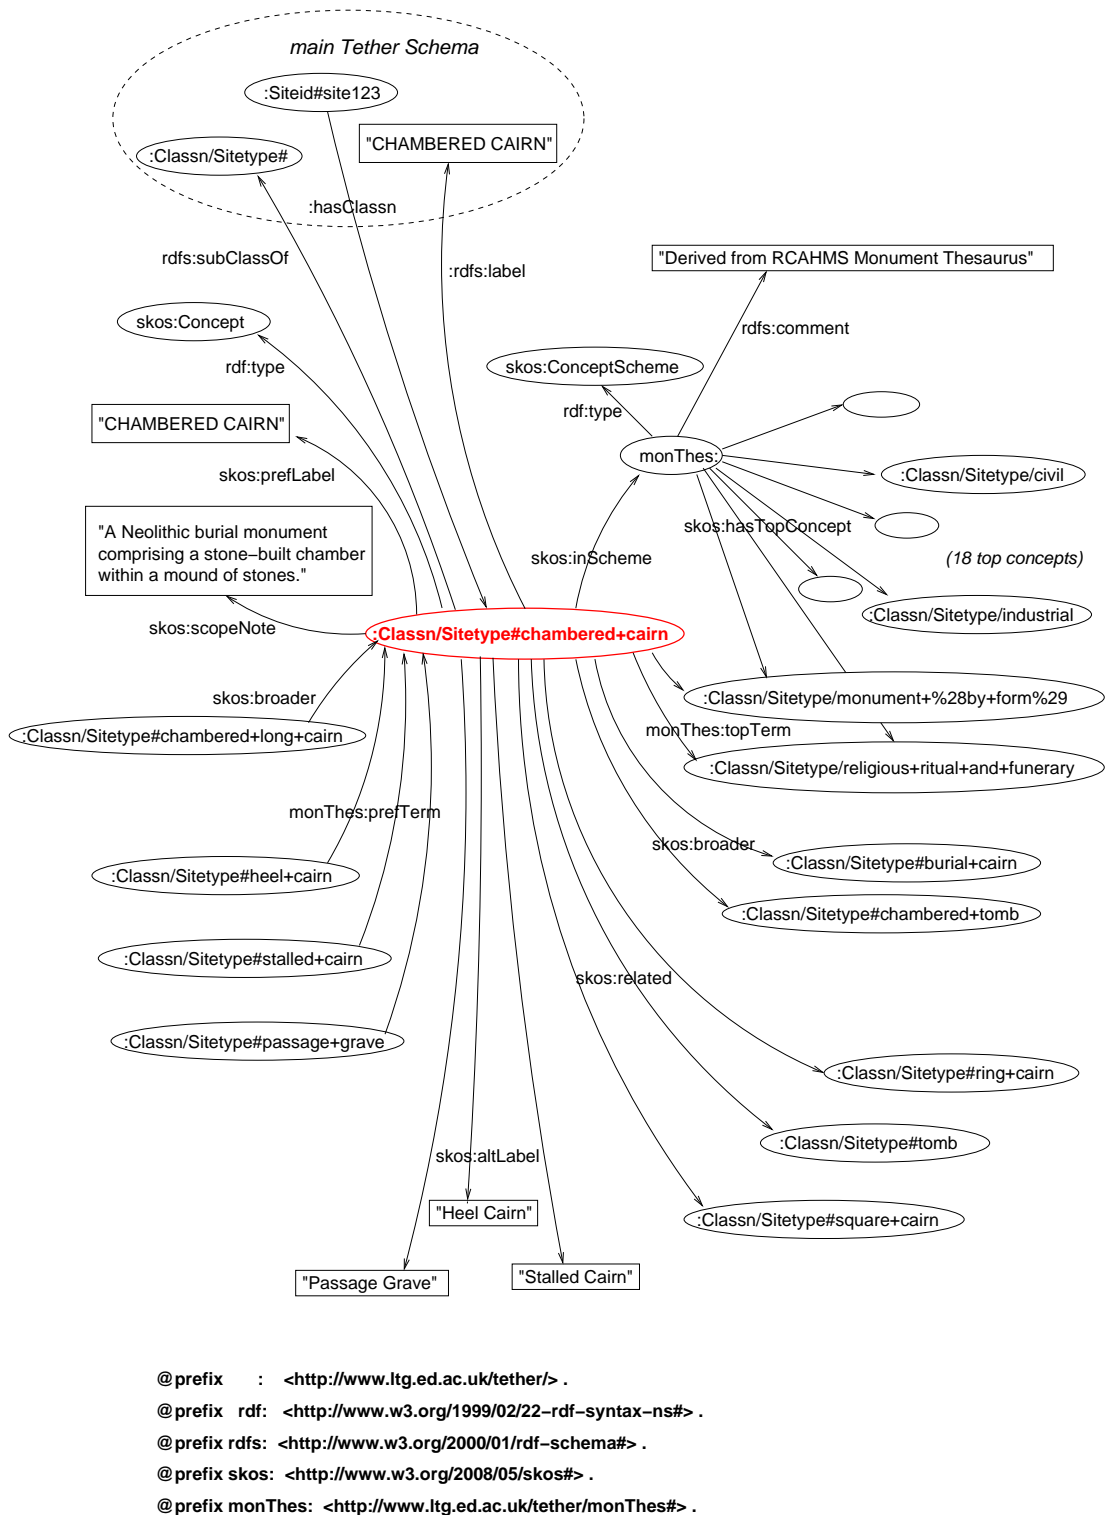 main Tether Schema
:Siteid#site123
"CHAMBERED CAIRN"
:Classn/Sitetype#
:hasClassn
rdfs:subClassOf
:rdfs:label
"Derived from RCAHMS Monument Thesaurus"
skos:Concept
rdfs:comment
rdf:type
skos:ConceptScheme
rdf:type
"CHAMBERED CAIRN"
monThes:
skos:prefLabel
:Classn/Sitetype/civil
"A Neolithic burial monument
comprising a stone–built chamber
within a mound of stones."
skos:hasTopConcept
skos:inScheme
(18 top concepts)
:Classn/Sitetype/industrial
skos:scopeNote
:Classn/Sitetype#chambered+cairn
skos:broader
:Classn/Sitetype/monument+%28by+form%29
:Classn/Sitetype#chambered+long+cairn
monThes:topTerm
:Classn/Sitetype/religious+ritual+and+funerary
monThes:prefTerm
skos:broader
:Classn/Sitetype#burial+cairn
:Classn/Sitetype#heel+cairn
:Classn/Sitetype#chambered+tomb
:Classn/Sitetype#stalled+cairn
skos:related
:Classn/Sitetype#passage+grave
:Classn/Sitetype#ring+cairn
:Classn/Sitetype#tomb
skos:altLabel
"Heel Cairn"
:Classn/Sitetype#square+cairn
"Passage Grave"
"Stalled Cairn"
@prefix : <http://www.ltg.ed.ac.uk/tether/> .
@prefix rdf: <http://www.w3.org/1999/02/22–rdf–syntax–ns#> .
@prefix rdfs: <http://www.w3.org/2000/01/rdf–schema#> .
@prefix skos: <http://www.w3.org/2008/05/skos#> .
@prefix monThes: <http://www.ltg.ed.ac.uk/tether/monThes#> .